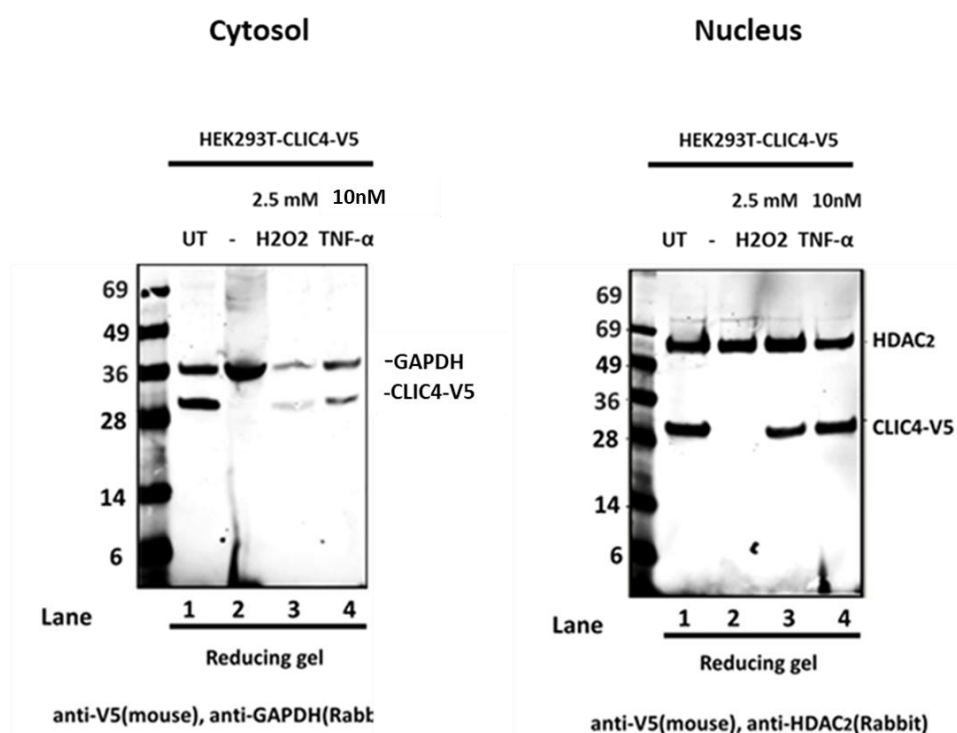 Cytosol
HEK293T-CLIC4-V5
2.5 mM 10nM
UT - H2O2 TNF-α
69
49
36
28
14
6
-GAPDH
-CLIC4-V5
Lane 1 2 3 4
Reducing gel
anti-V5(mouse), anti-GAPDH(Rabb
Nucleus
HEK293T-CLIC4-V5
2.5 mM 10nM
UT - H2O2 TNF-α
69
69
49
36
28
14
6
HDAC2
CLIC4-V5
Lane 1 2 3 4
Reducing gel
anti-V5(mouse), anti-HDAC2(Rabbit)